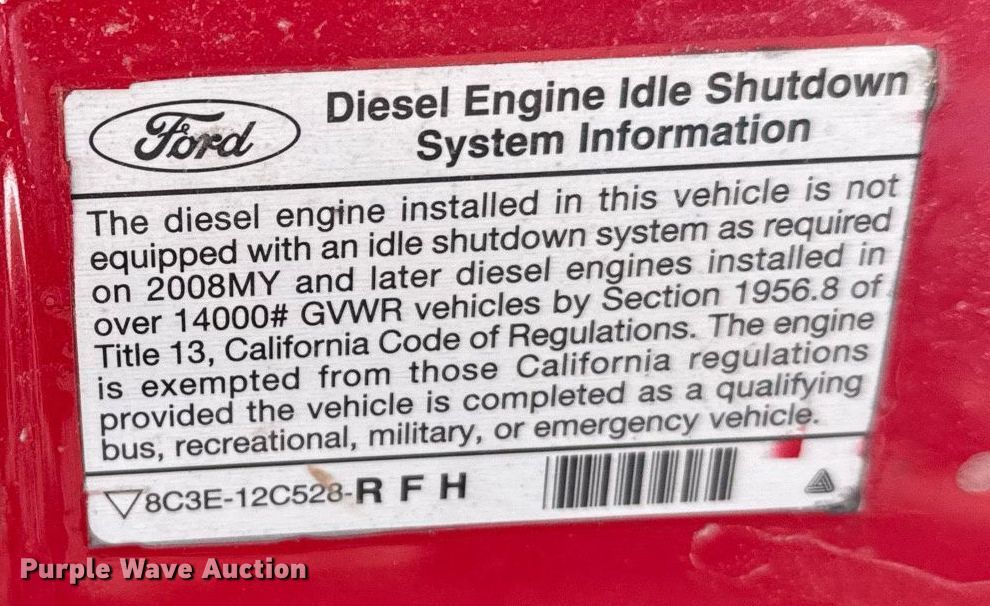 Ford
Diesel Engine Idle Shutdown
System Information
The diesel engine installed in this vehicle is not
equipped with an idle shutdown system as required
on 2008MY and later diesel engines installed in
over 14000# GVWR vehicles by Section 1956.8 of
Title 13, California Code of Regulations. The engine
is exempted from those California regulations
provided the vehicle is completed as a qualifying
bus, recreational, military, or emergency vehicle.
8C3E-12C528-R F H
Purple Wave Auction